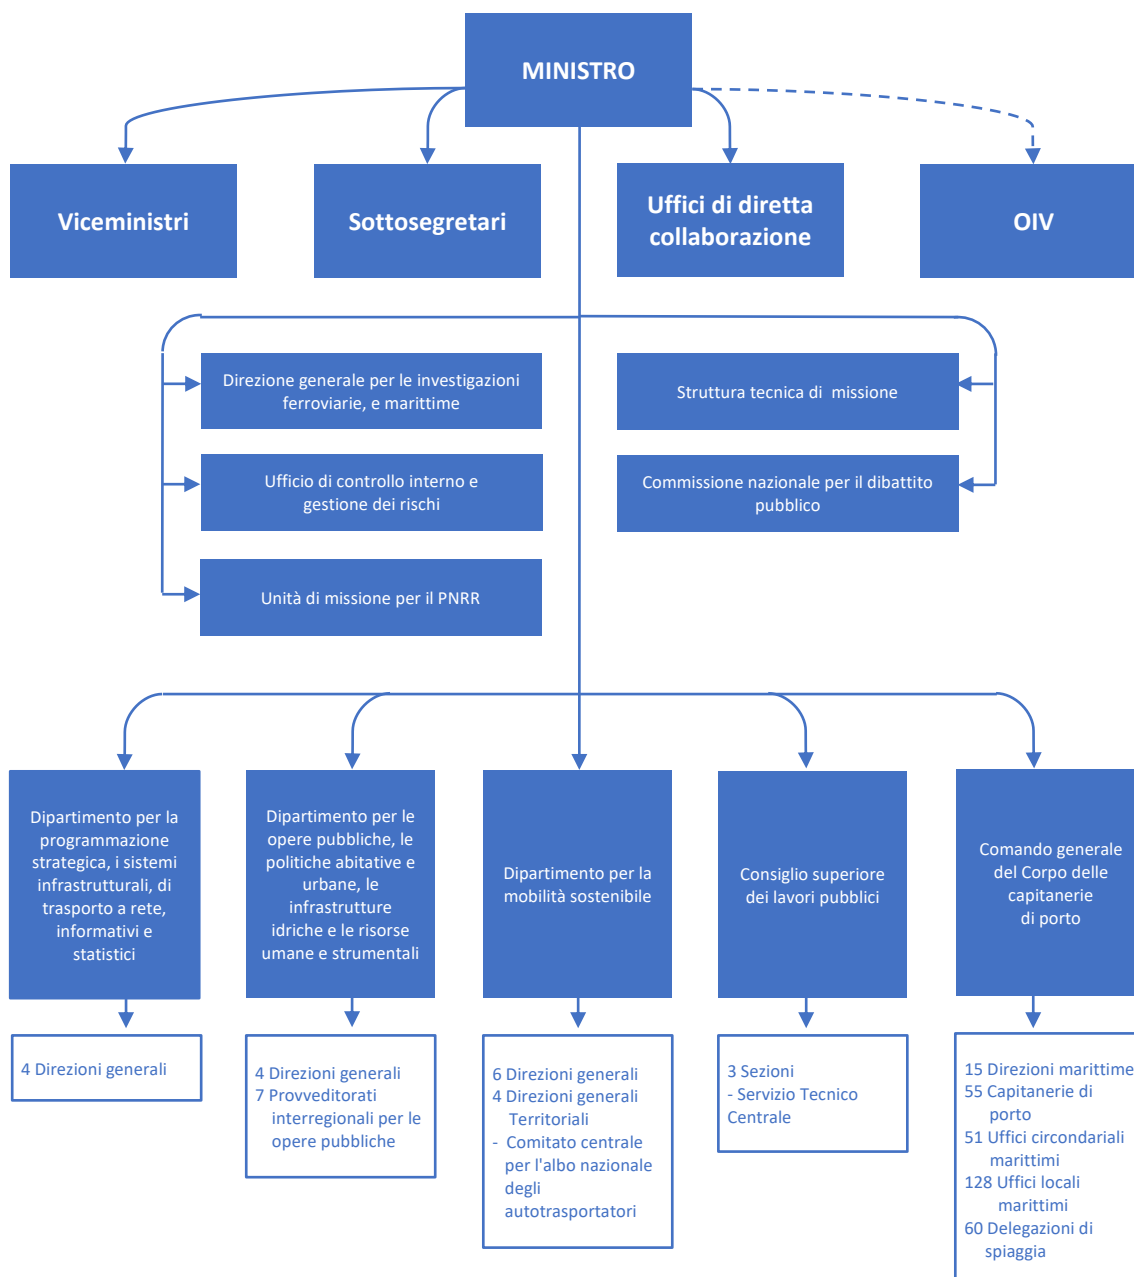 MINISTRO
Viceministri
Sottosegretari
Uffici di diretta
collaborazione
OIV
Direzione generale per le investigazioni
ferroviarie, e marittime
Struttura tecnica di missione
Ufficio di controllo interno e
gestione dei rischi
Commissione nazionale per il dibattito
pubblico
Unità di missione per il PNRR
Dipartimento per la
programmazione
strategica, i sistemi
infrastrutturali, di
trasporto a rete,
informativi e
statistici
Dipartimento per le
opere pubbliche, le
politiche abitative e
urbane, le
infrastrutture
idriche e le risorse
umane e strumentali
Dipartimento per la
mobilità sostenibile
Consiglio superiore
dei lavori pubblici
Comando generale
del Corpo delle
capitanerie
di porto
4 Direzioni generali
4 Direzioni generali
7 Provveditorati
interregionali per le
opere pubbliche
6 Direzioni generali
4 Direzioni generali
Territoriali
- Comitato centrale
per l'albo nazionale
degli
autotrasportatori
3 Sezioni
- Servizio Tecnico
Centrale
15 Direzioni marittime
55 Capitanerie di
porto
51 Uffici circondariali
marittimi
128 Uffici locali
marittimi
60 Delegazioni di
spiaggia